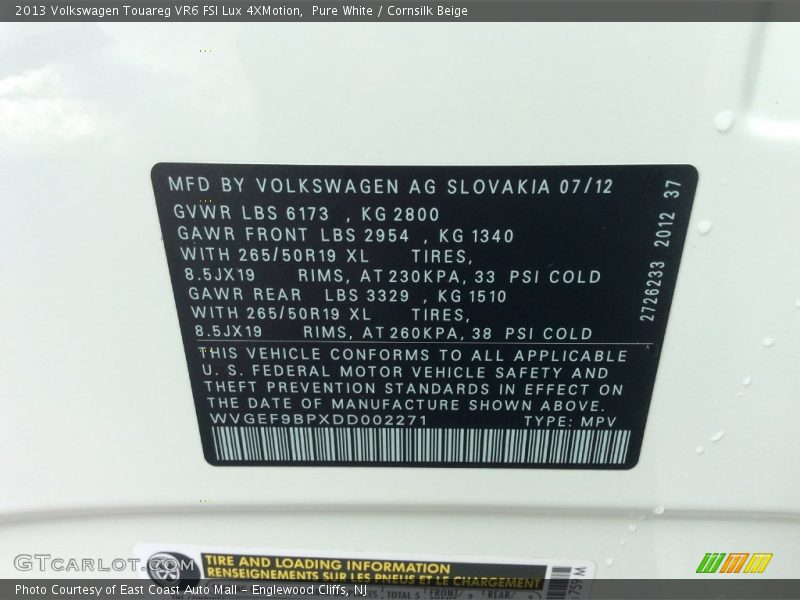 2013 Volkswagen Touareg VR6 FSI Lux 4XMotion, Pure White / Cornsilk Beige
MFD BY VOLKSWAGEN AG SLOVAKIA 07/12
GVWR LBS 6173 , KG 2800
GAWR FRONT LBS 2954 , KG 1340
WITH 265/50R19 XL TIRES,
8.5JX19 RIMS, AT 230KPA, 33 PSI COLD
GAWR REAR LBS 3329 , KG 1510
WITH 265/50R19 XL TIRES,
8.5JX19 RIMS, AT 260KPA, 38 PSI COLD
THIS VEHICLE CONFORMS TO ALL APPLICABLE
U. S. FEDERAL MOTOR VEHICLE SAFETY AND
THEFT PREVENTION STANDARDS IN EFFECT ON
THE DATE OF MANUFACTURE SHOWN ABOVE.
WVGEF9BPXDD002271 TYPE: MPV
2726233 2012 37
TIRE AND LOADING INFORMATION
RENSEIGNEMENTS SUR LES PNEUS ET LE CHARGEMENT
GTcarlot.com
TOTAL 5 FRONT/ 2 REAR/
Photo Courtesy of East Coast Auto Mall - Englewood Cliffs, NJ